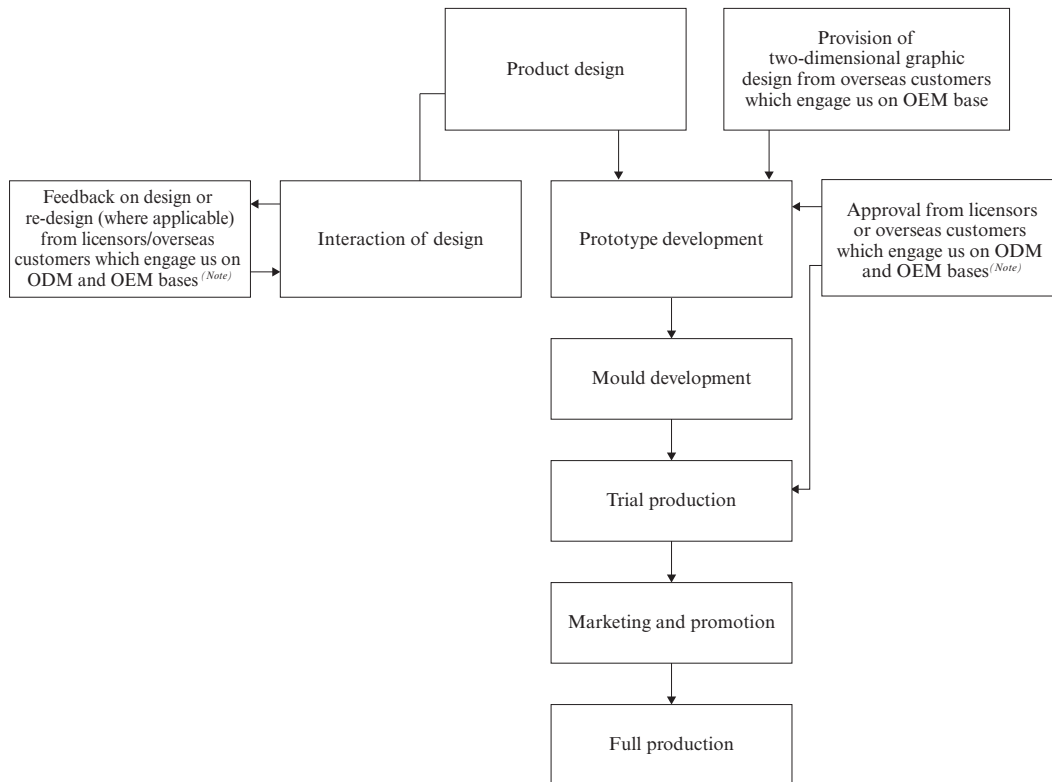 Product design
Provision of
two-dimensional graphic
design from overseas customers
which engage us on OEM base
Feedback on design or
re-design (where applicable)
from licensors/overseas
customers which engage us on
ODM and OEM bases (Note)
Interaction of design
Prototype development
Approval from licensors
or overseas customers
which engage us on ODM
and OEM bases(Note)
Mould development
Trial production
Marketing and promotion
Full production